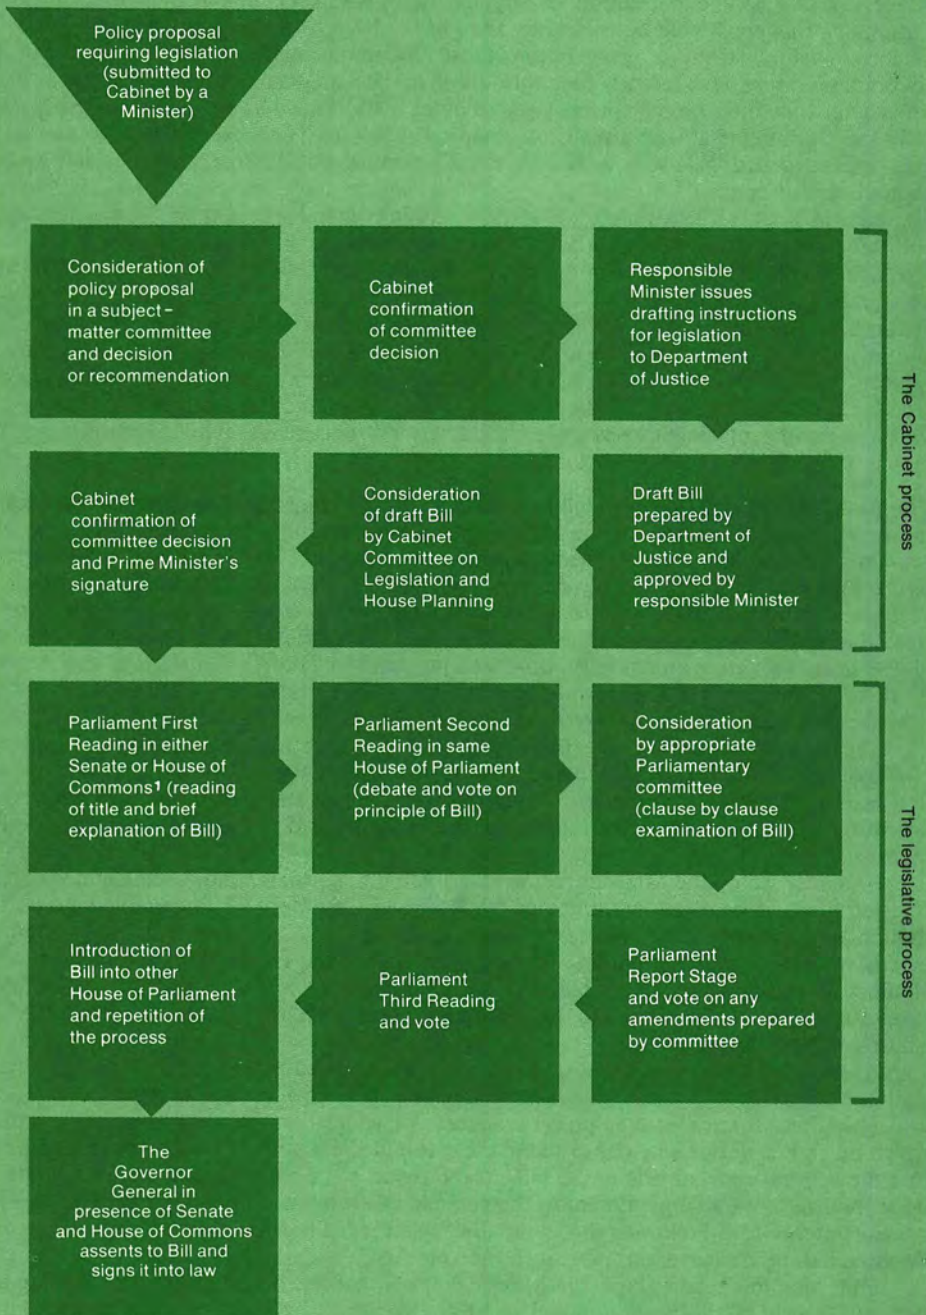 Policy proposal
requiring legislation
(submitted to
Cabinet by a
Minister)
Consideration of
policy proposal
in a subject –
matter committee
and decision
or recommendation
Cabinet
confirmation
of committee
decision
Responsible
Minister issues
drafting instructions
for legislation
to Department
of Justice
Draft Bill
prepared by
Department of
Justice and
approved by
responsible Minister
Consideration
of draft Bill
by Cabinet
Committee on
Legislation and
House Planning
Cabinet
confirmation of
committee decision
and Prime Minister's
signature
The Cabinet process
Parliament First
Reading in either
Senate or House of
Commons¹ (reading
of title and brief
explanation of Bill)
Parliament Second
Reading in same
House of Parliament
(debate and vote on
principle of Bill)
Consideration
by appropriate
Parliamentary
committee
(clause by clause
examination of Bill)
Parliament
Report Stage
and vote on any
amendments prepared
by committee
Parliament
Third Reading
and vote
Introduction of
Bill into other
House of Parliament
and repetition of
the process
The legislative process
The
Governor
General in
presence of Senate
and House of Commons
assents to Bill and
signs it into law